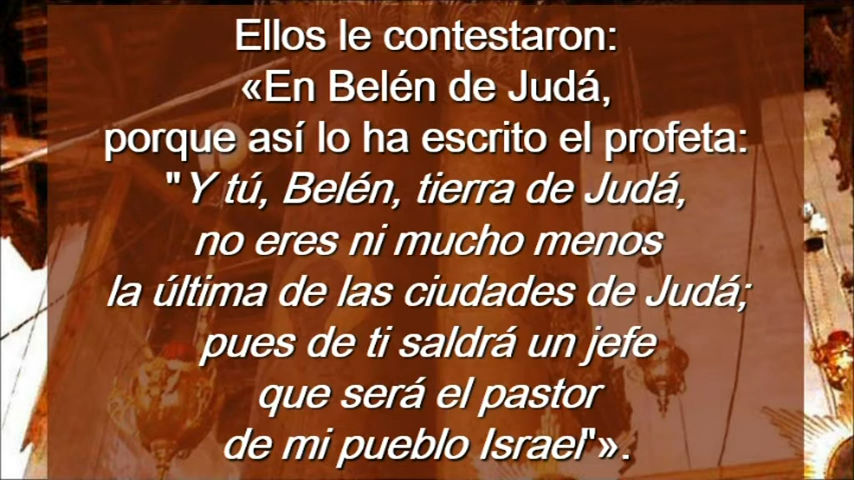 Ellos le contestaron:
«En Belén de Judá,
porque así lo ha escrito el profeta:
"Y tú, Belén, tierra de Judá,
no eres ni mucho menos
la última de las ciudades de Judá;
pues de ti saldrá un jefe
que será el pastor
de mi pueblo Israel"».